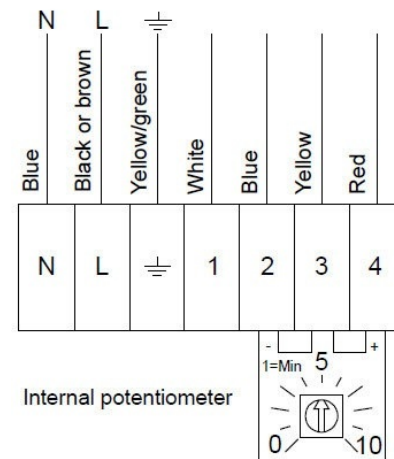 N L
Blue Black or brown Yellow/green White Blue Yellow Red
N L 1 2 3 4
- +
1=Min 5
Internal potentiometer
0 10